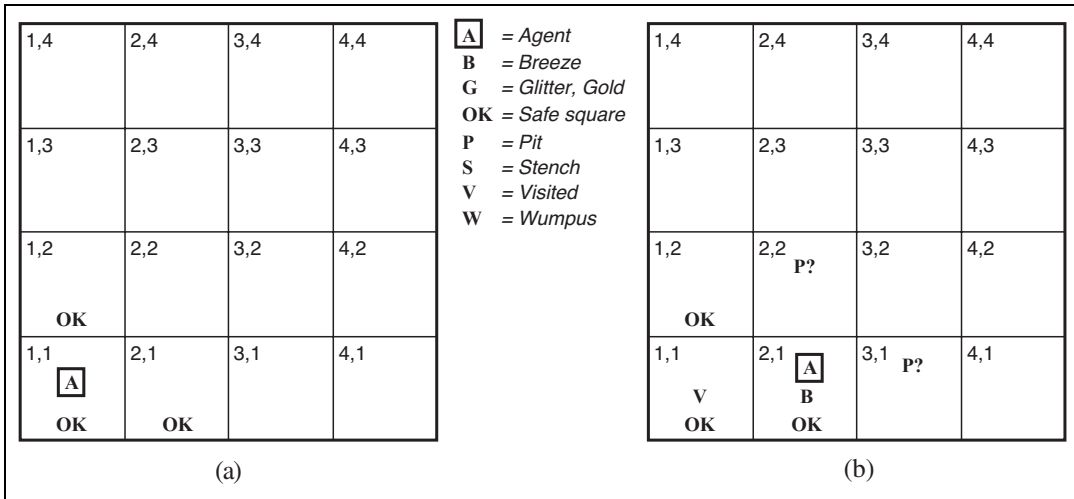 1,4 2,4 3,4 4,4
1,3 2,3 3,3 4,3
1,2 2,2 3,2 4,2
OK
1,1 2,1 3,1 4,1
A
OK OK
(a)
A = Agent
B = Breeze
G = Glitter, Gold
OK = Safe square
P = Pit
S = Stench
V = Visited
W = Wumpus
1,4 2,4 3,4 4,4
1,3 2,3 3,3 4,3
1,2 2,2 3,2 4,2
P?
OK
1,1 2,1 3,1 4,1
A P?
V B
OK OK
(b)